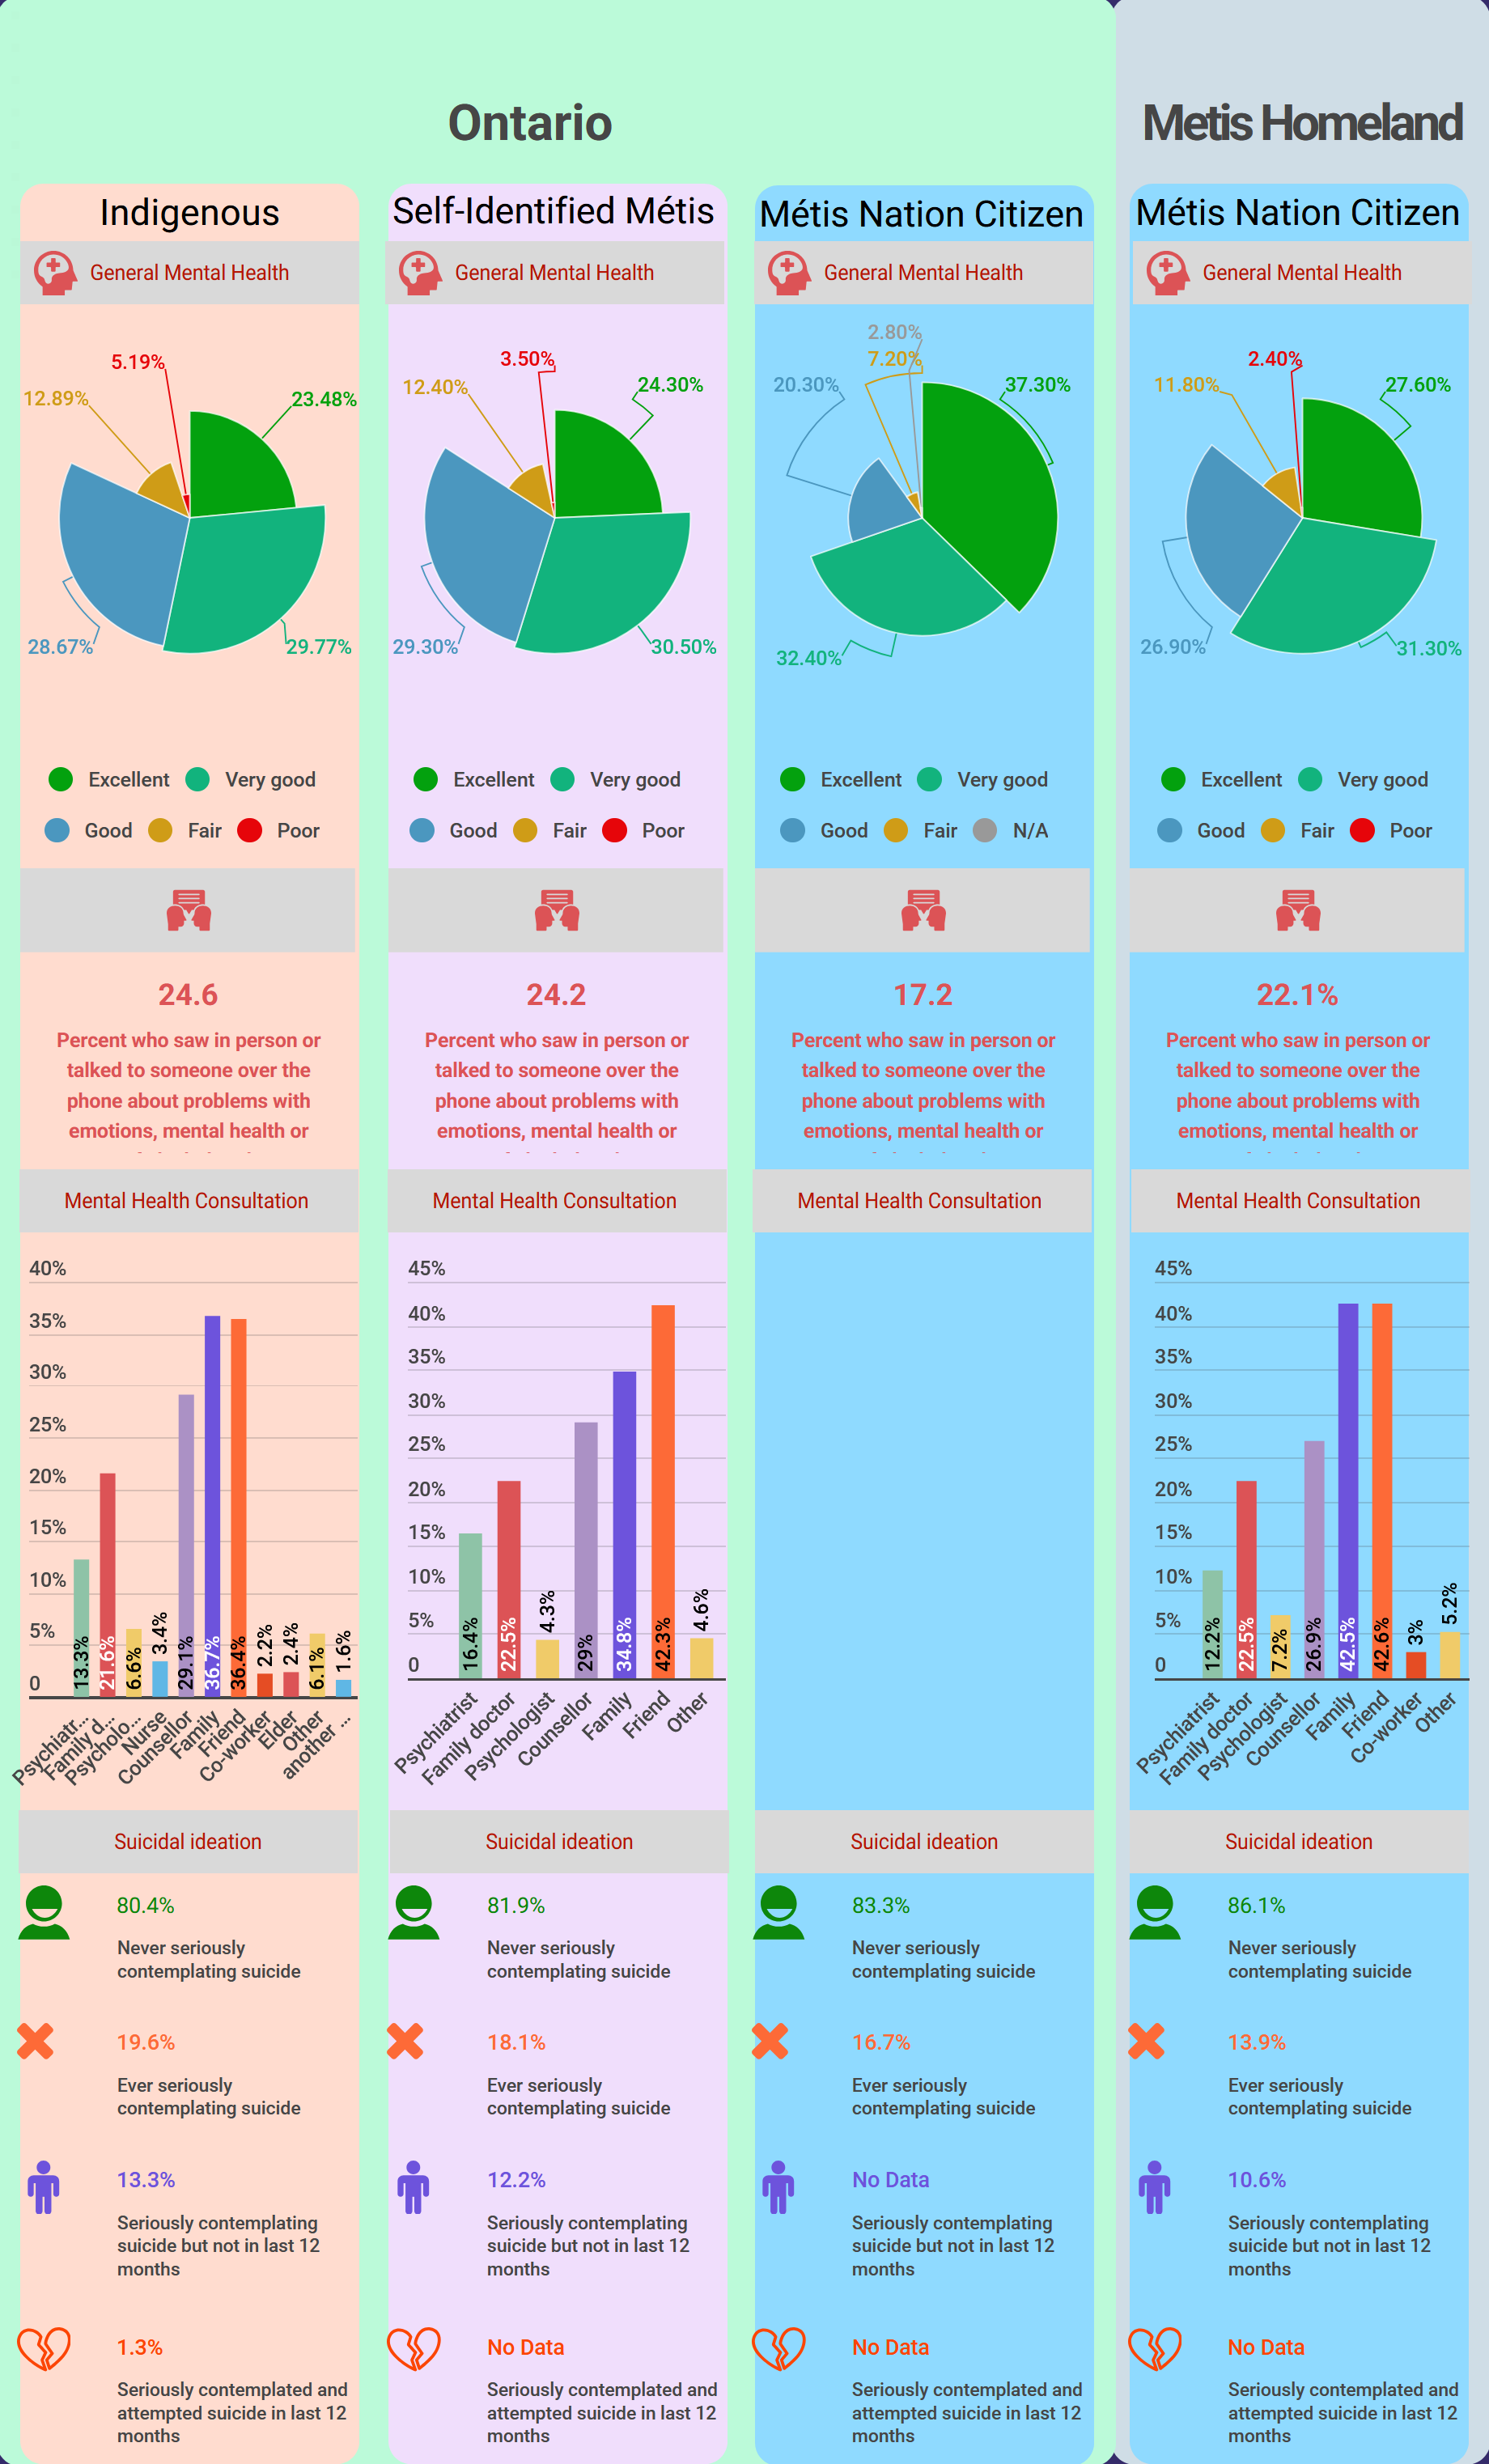 Ontario
Metis Homeland
Indigenous
General Mental Health
5.19%
12.89%
23.48%
28.67%
29.77%
Excellent
Very good
Good
Fair
Poor
24.6
Percent who saw in person or
talked to someone over the
phone about problems with
emotions, mental health or
Mental Health Consultation
40%
35%
30%
25%
20%
15%
10%
5%
0
13.3%
21.6%
6.6%
3.4%
29.1%
36.7%
36.4%
2.2%
2.4%
6.1%
1.6%
Psychiatr...
Family d...
Psycholo...
Nurse
Counsellor
Family
Friend
Co-worker
Elder
Other
another ...
Suicidal ideation
80.4%
Never seriously
contemplating suicide
19.6%
Ever seriously
contemplating suicide
13.3%
Seriously contemplating
suicide but not in last 12
months
1.3%
Seriously contemplated and
attempted suicide in last 12
months
Self-Identified Métis
General Mental Health
3.50%
12.40%
24.30%
29.30%
30.50%
Excellent
Very good
Good
Fair
Poor
24.2
Percent who saw in person or
talked to someone over the
phone about problems with
emotions, mental health or
Mental Health Consultation
45%
40%
35%
30%
25%
20%
15%
10%
5%
0
16.4%
22.5%
4.3%
29%
34.8%
42.3%
4.6%
Psychiatrist
Family doctor
Psychologist
Counsellor
Family
Friend
Other
Suicidal ideation
81.9%
Never seriously
contemplating suicide
18.1%
Ever seriously
contemplating suicide
12.2%
Seriously contemplating
suicide but not in last 12
months
No Data
Seriously contemplated and
attempted suicide in last 12
months
Métis Nation Citizen
General Mental Health
2.80%
7.20%
20.30%
37.30%
32.40%
Excellent
Very good
Good
Fair
N/A
17.2
Percent who saw in person or
talked to someone over the
phone about problems with
emotions, mental health or
Mental Health Consultation
Suicidal ideation
83.3%
Never seriously
contemplating suicide
16.7%
Ever seriously
contemplating suicide
No Data
Seriously contemplating
suicide but not in last 12
months
No Data
Seriously contemplated and
attempted suicide in last 12
months
Métis Nation Citizen
General Mental Health
2.40%
11.80%
27.60%
26.90%
31.30%
Excellent
Very good
Good
Fair
Poor
22.1%
Percent who saw in person or
talked to someone over the
phone about problems with
emotions, mental health or
Mental Health Consultation
45%
40%
35%
30%
25%
20%
15%
10%
5%
0
12.2%
22.5%
7.2%
26.9%
42.5%
42.6%
3%
5.2%
Psychiatrist
Family doctor
Psychologist
Counsellor
Family
Friend
Co-worker
Other
Suicidal ideation
86.1%
Never seriously
contemplating suicide
13.9%
Ever seriously
contemplating suicide
10.6%
Seriously contemplating
suicide but not in last 12
months
No Data
Seriously contemplated and
attempted suicide in last 12
months